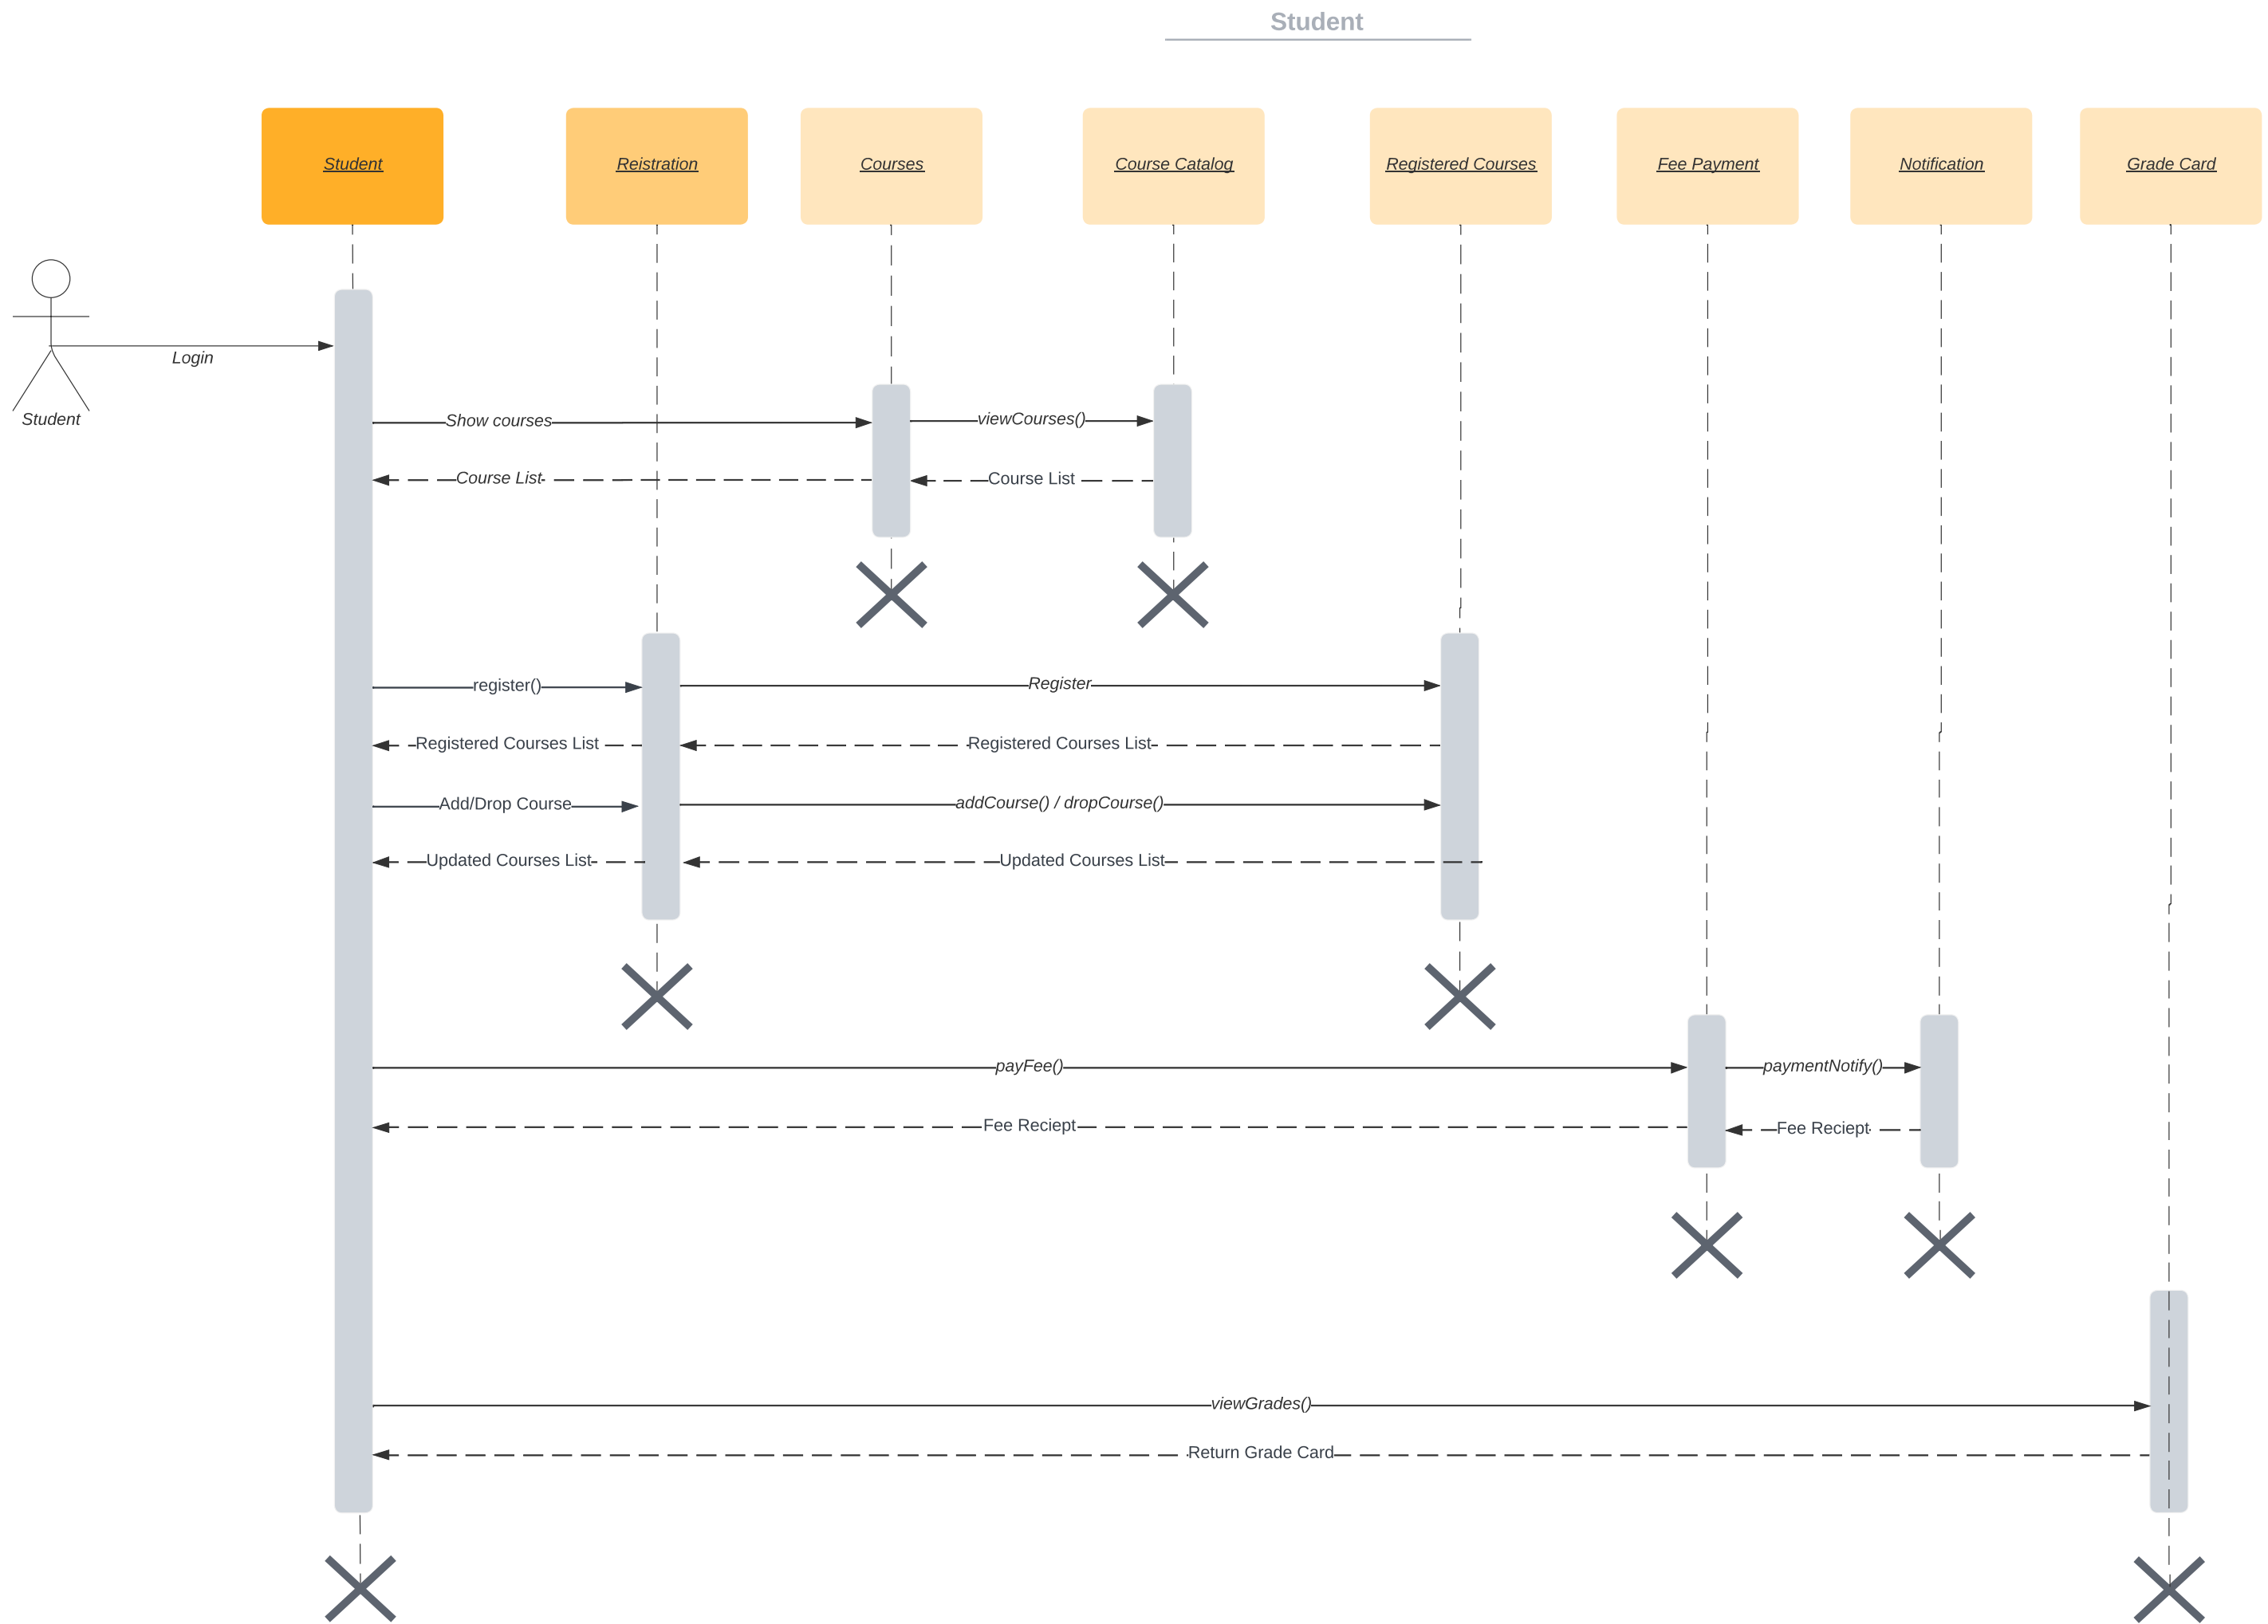 Student
Student
Reistration
Courses
Course Catalog
Registered Courses
Fee Payment
Notification
Grade Card
Login
Student
Show courses
viewCourses()
Course List
Course List
register()
Register
Registered Courses List
Registered Courses List
Add/Drop Course
addCourse() / dropCourse()
Updated Courses List
Updated Courses List
payFee()
paymentNotify()
Fee Reciept
Fee Reciept
viewGrades()
Return Grade Card